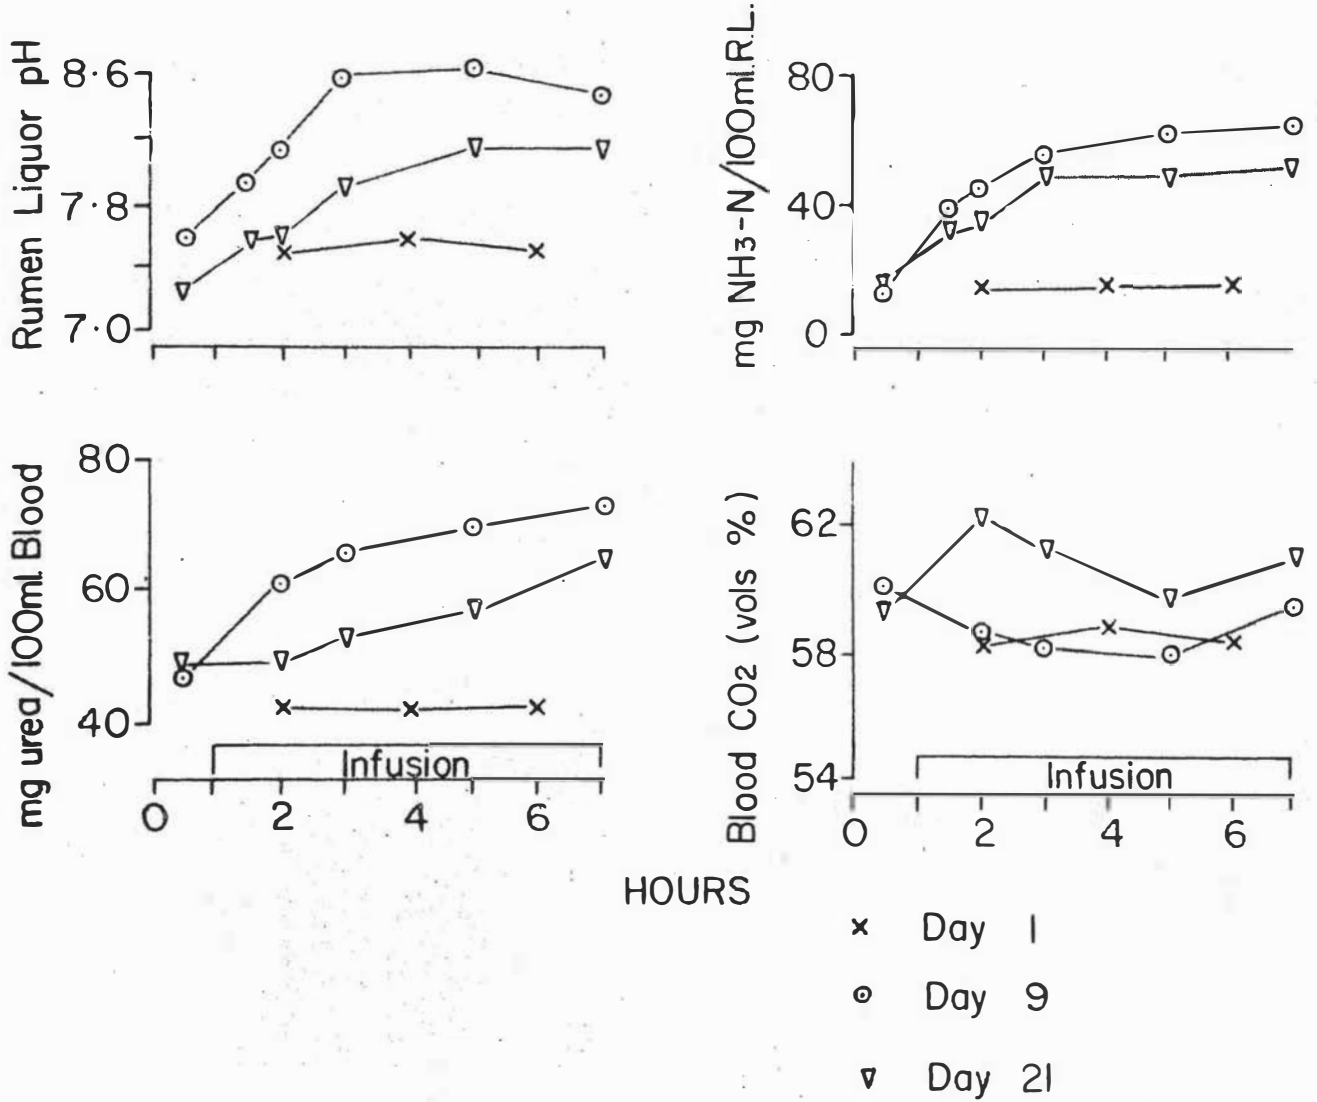 Rumen Liquor pH
8·6
7·8
7·0
mg NH3-N/100ml.R.L.
80
40
0
mg urea/100ml. Blood
80
60
40
Infusion
0 2 4 6
Blood CO2 (vols %)
62
58
54
Infusion
0 2 4 6
HOURS
x Day 1
⊙ Day 9
▽ Day 21